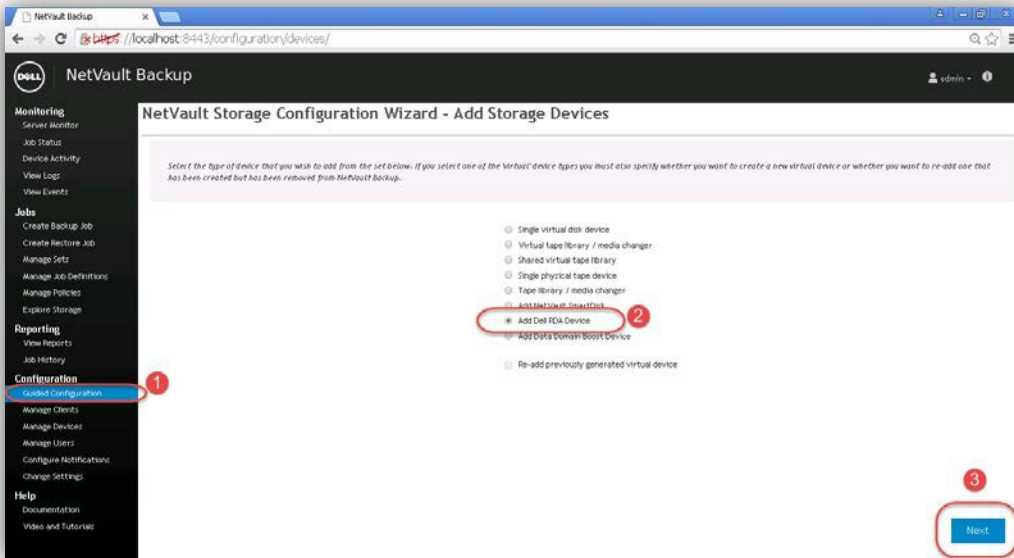 NetVault Backup
https://localhost:8443/configuration/devices/
DELL
NetVault Backup
admin
NetVault Storage Configuration Wizard - Add Storage Devices
Select the type of device that you wish to add from the set below. If you select one of the 'Virtual' device types you must also specify whether you want to create a new virtual device or whether you want to re-add one that
has been created but has been removed from NetVault Backup.
Monitoring
Server Monitor
Job Status
Device Activity
View Logs
View Events
Jobs
Create Backup Job
Create Restore Job
Manage Sets
Manage Job Definitions
Manage Policies
Explore Storage
Reporting
View Reports
Job History
Configuration
Guided Configuration
1
Manage Clients
Manage Devices
Manage Users
Configure Notifications
Change Settings
Help
Documentation
Video and Tutorials
Single virtual disk device
Virtual tape library / media changer
Shared virtual tape library
Single physical tape device
Tape library / media changer
Add NetVault SmartDisk
Add Dell RDA Device
2
Add Data Domain Boost Device
Re-add previously generated virtual device
3
Next